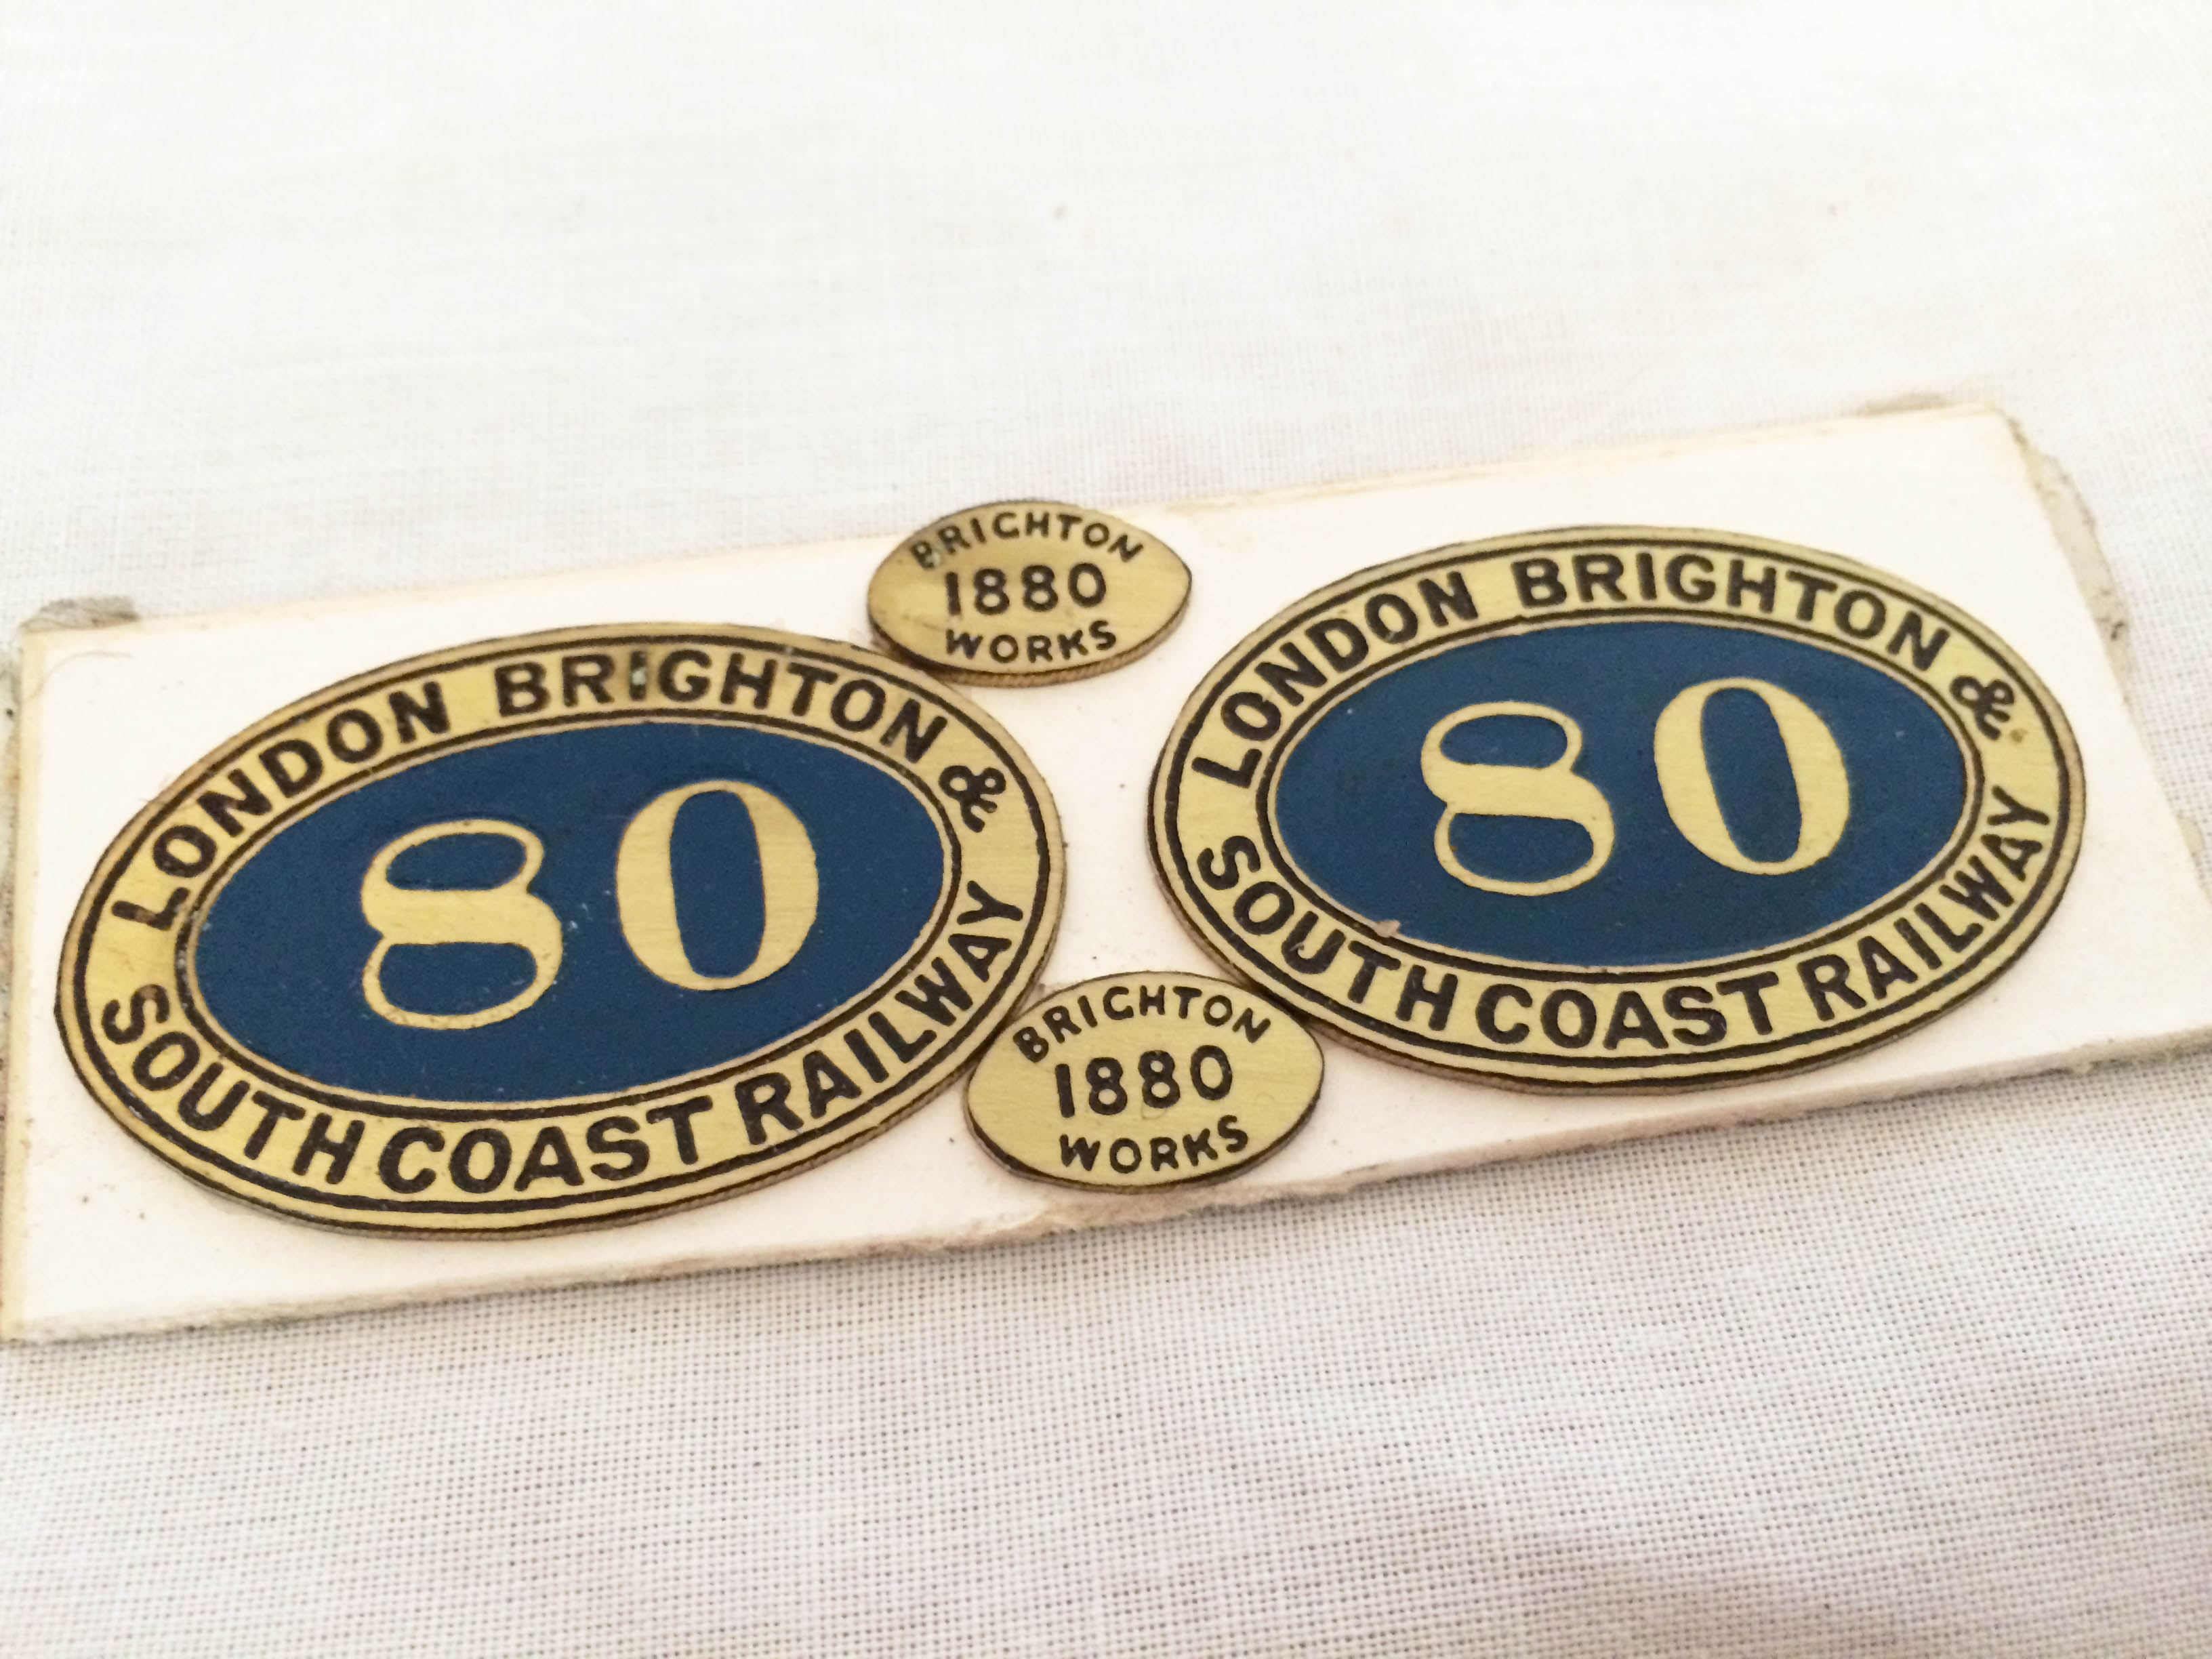 LONDON BRIGHTON &
80
SOUTH COAST RAILWAY
BRIGHTON
1880
WORKS
LONDON BRIGHTON &
80
SOUTH COAST RAILWAY
BRIGHTON
1880
WORKS